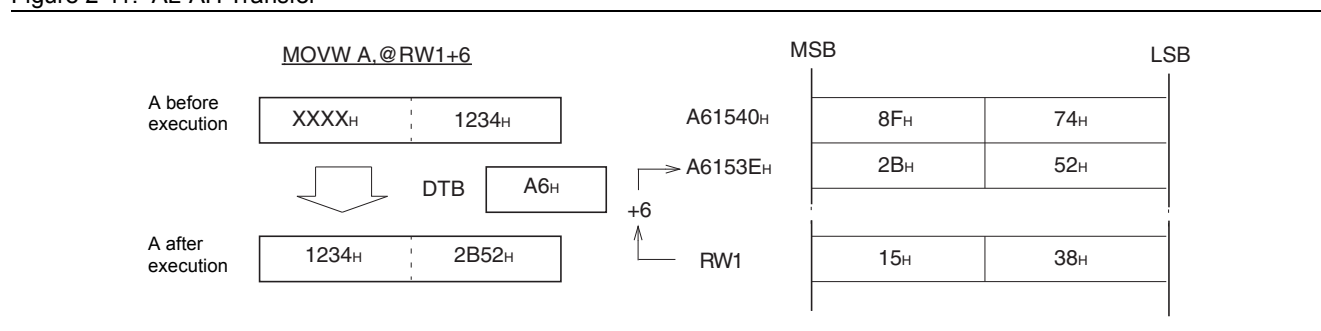 Figure 2-11. AL-AH Transfer
MOVW A,@RW1+6
MSB
LSB
A before
execution
XXXXH
1234H
A61540H
8FH
74H
DTB
A6H
A6153EH
2BH
52H
+6
A after
execution
1234H
2B52H
RW1
15H
38H